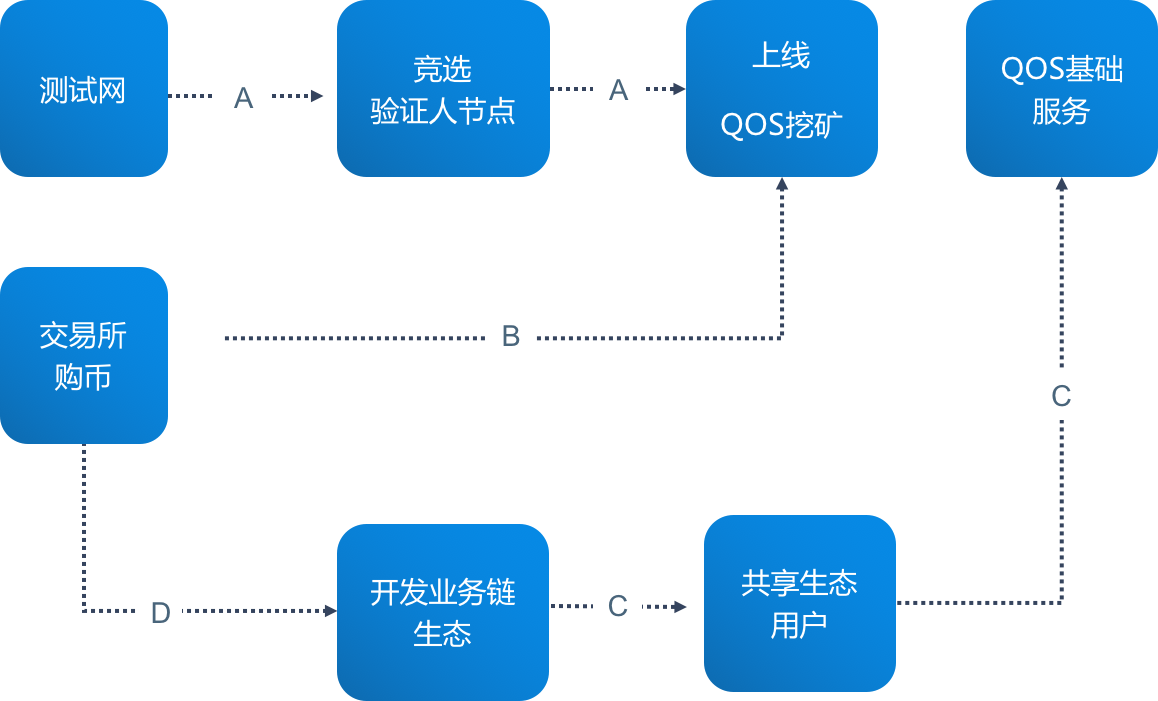 测试网
A
竞选
验证人节点
A
上线
QOS挖矿
QOS基础
服务
交易所
购币
B
C
D
开发业务链
生态
C
共享生态
用户